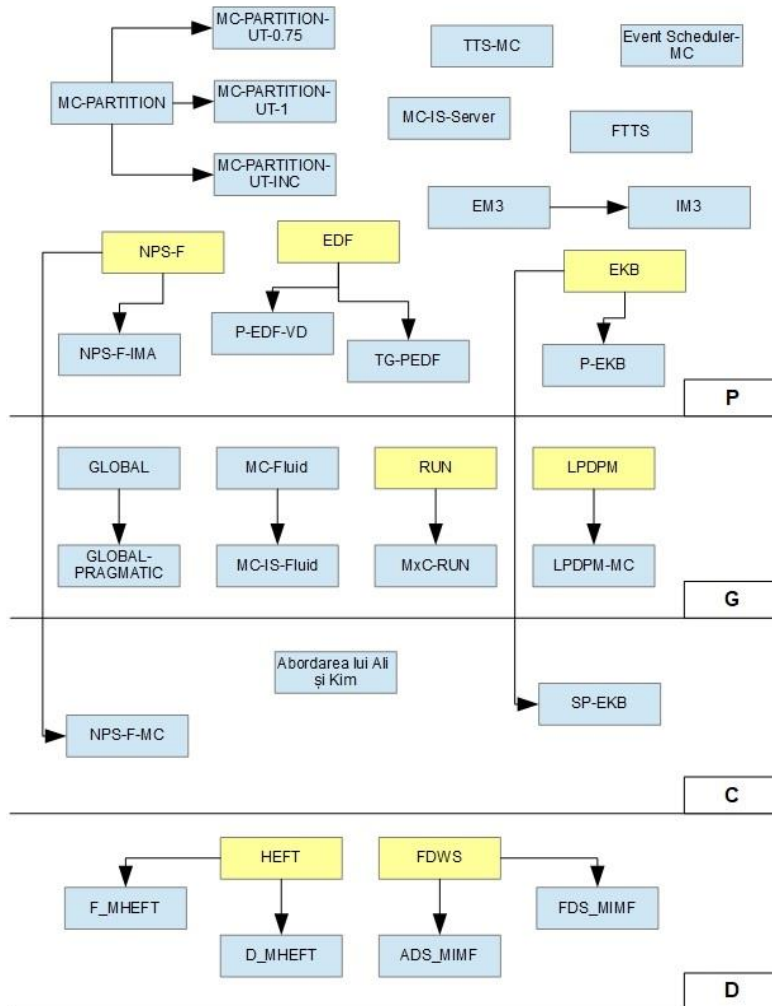 MC-PARTITION-
UT-0.75
TTS-MC
Event Scheduler-
MC
MC-PARTITION
MC-PARTITION-
UT-1
MC-IS-Server
FTTS
MC-PARTITION-
UT-INC
EM3
IM3
NPS-F
EDF
EKB
NPS-F-IMA
P-EDF-VD
TG-PEDF
P-EKB
P
GLOBAL
MC-Fluid
RUN
LPDPM
GLOBAL-
PRAGMATIC
MC-IS-Fluid
MxC-RUN
LPDPM-MC
G
Abordarea lui Ali
și Kim
SP-EKB
NPS-F-MC
C
HEFT
FDWS
F_MHEFT
FDS_MIMF
D_MHEFT
ADS_MIMF
D